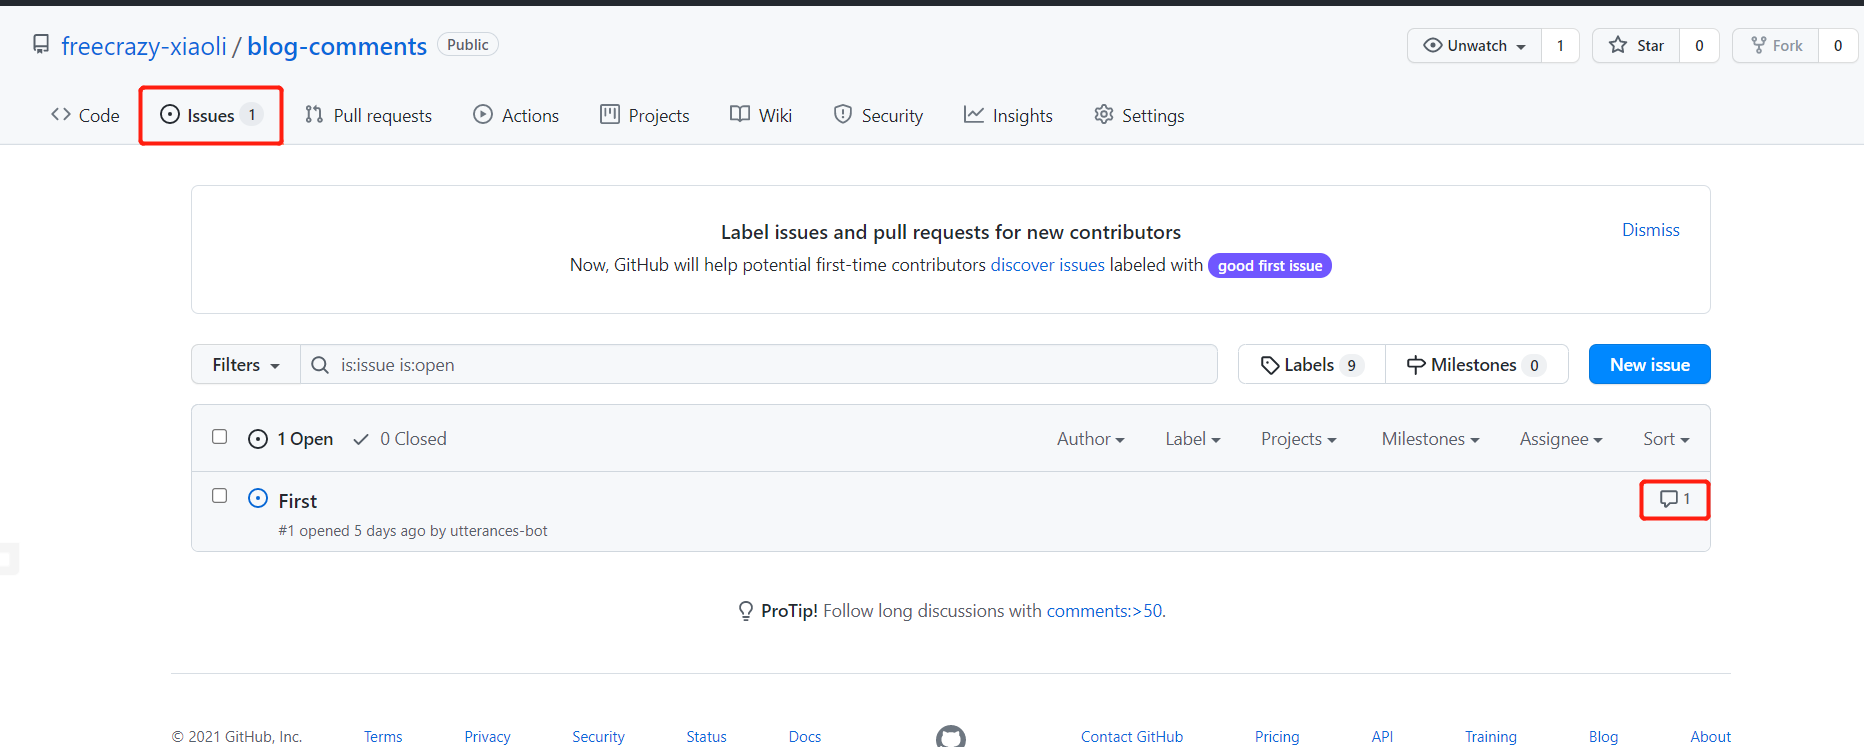 freecrazy-xiaoli / blog-comments Public Unwatch 1 Star 0 Fork 0
Code Issues 1 Pull requests Actions Projects Wiki Security Insights Settings
Label issues and pull requests for new contributors
Dismiss
Now, GitHub will help potential first-time contributors discover issues labeled with good first issue
Filters is:issue is:open Labels 9 Milestones 0 New issue
1 Open 0 Closed Author Label Projects Milestones Assignee Sort
First 1
#1 opened 5 days ago by utterances-bot
ProTip! Follow long discussions with comments:>50.
© 2021 GitHub, Inc. Terms Privacy Security Status Docs Contact GitHub Pricing API Training Blog About